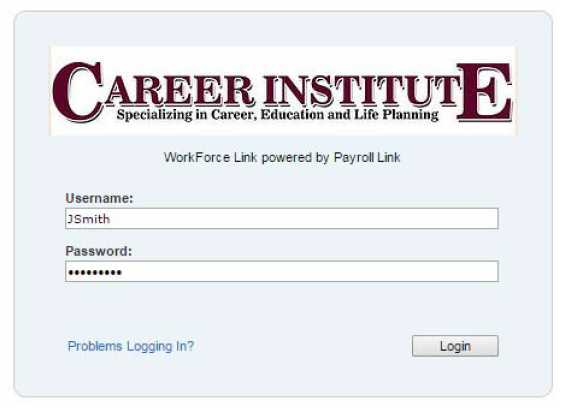 CAREER INSTITUTE
Specializing in Career, Education and Life Planning
WorkForce Link powered by Payroll Link
Username:
JSmith
Password:
•••••••••
Problems Logging In?
Login